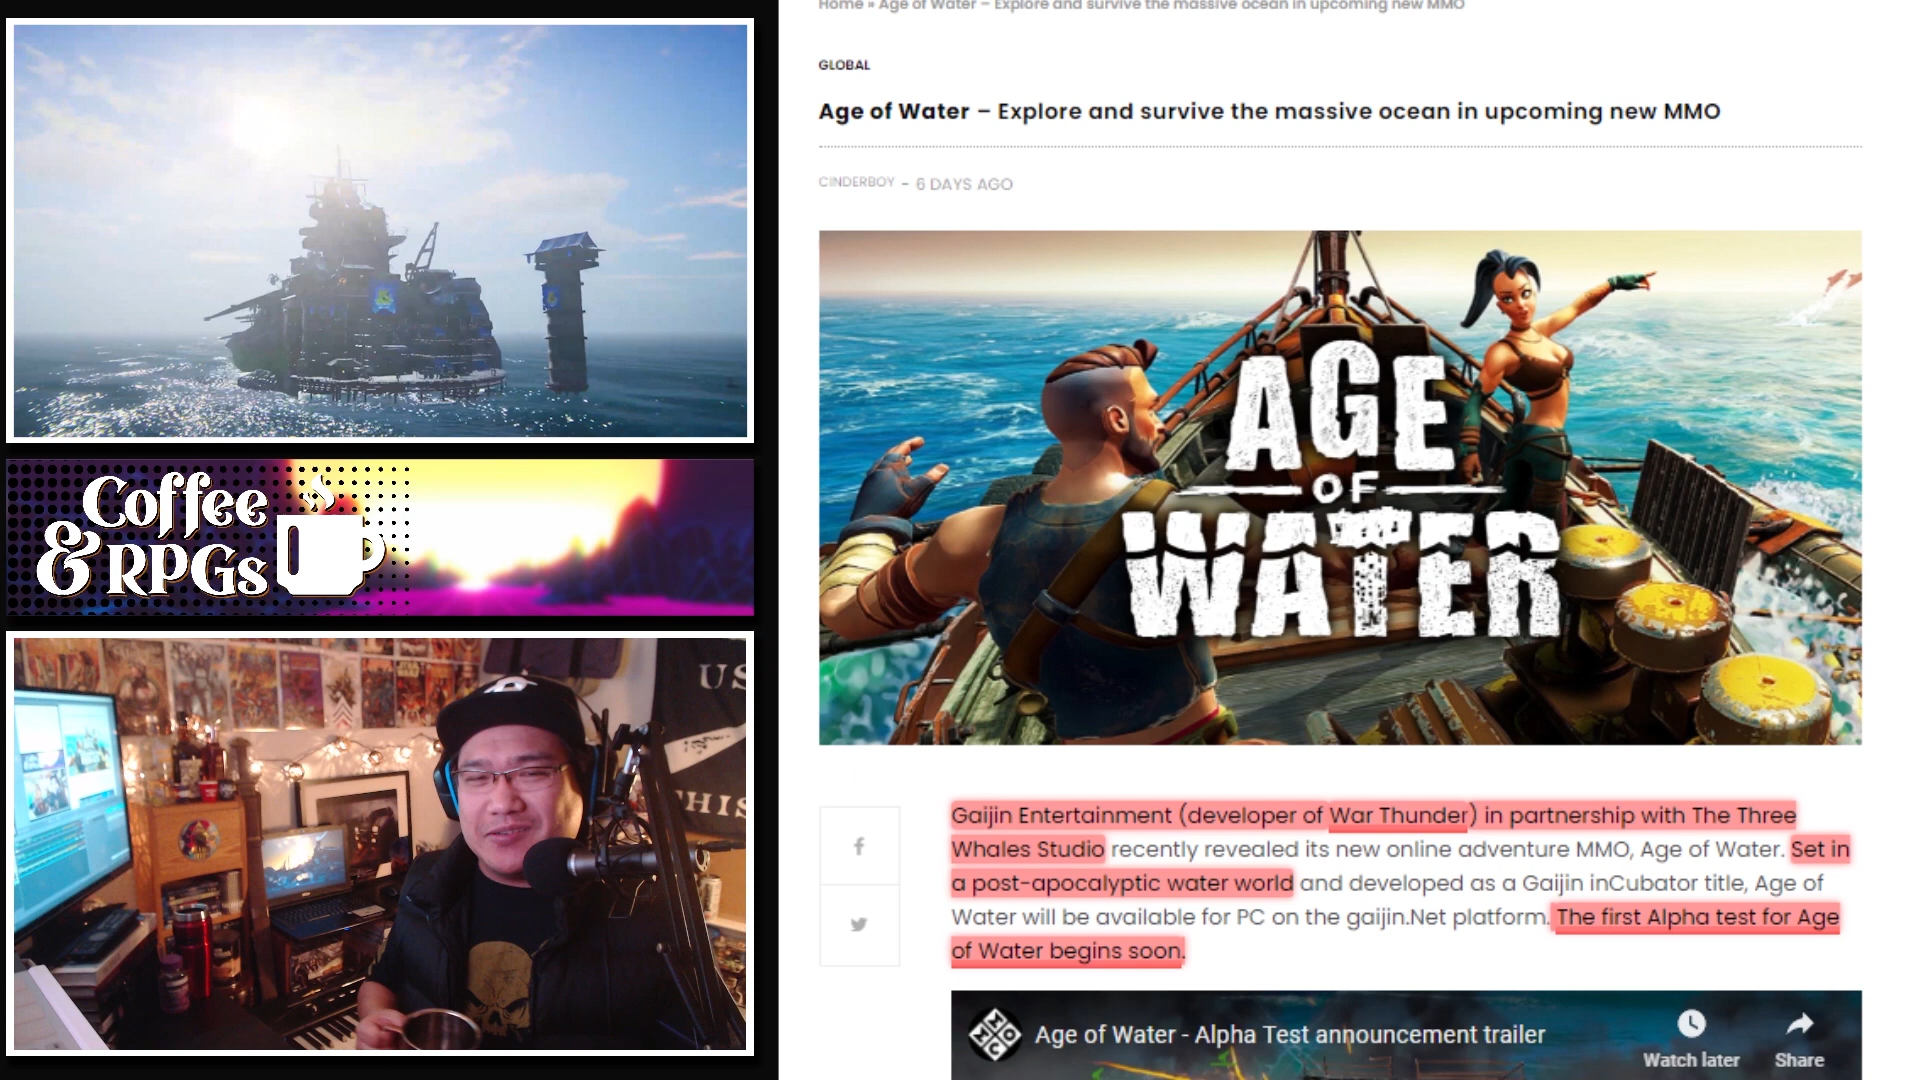 Coffee
& RPGs
US
THIS
Home » Age of Water – Explore and survive the massive ocean in upcoming new MMO
GLOBAL
Age of Water – Explore and survive the massive ocean in upcoming new MMO
CINDERBOY - 6 DAYS AGO
AGE
OF
WATER
Gaijin Entertainment (developer of War Thunder) in partnership with The Three
Whales Studio recently revealed its new online adventure MMO, Age of Water. Set in
a post-apocalyptic water world and developed as a Gaijin inCubator title, Age of
Water will be available for PC on the gaijin.Net platform. The first Alpha test for Age
of Water begins soon.
Age of Water - Alpha Test announcement trailer
Watch later
Share